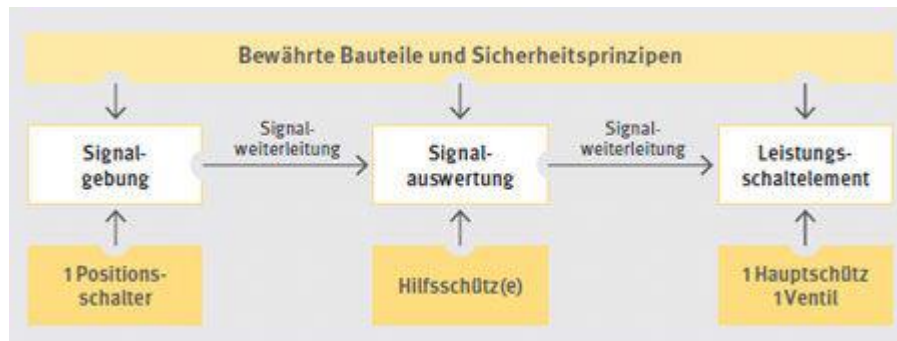 Bewährte Bauteile und Sicherheitsprinzipen
Signal-
gebung
Signal-
weiterleitung
Signal-
auswertung
Signal-
weiterleitung
Leistungs-
schaltelement
1 Positions-
schalter
Hilfsschütz(e)
1 Hauptschütz
1 Ventil